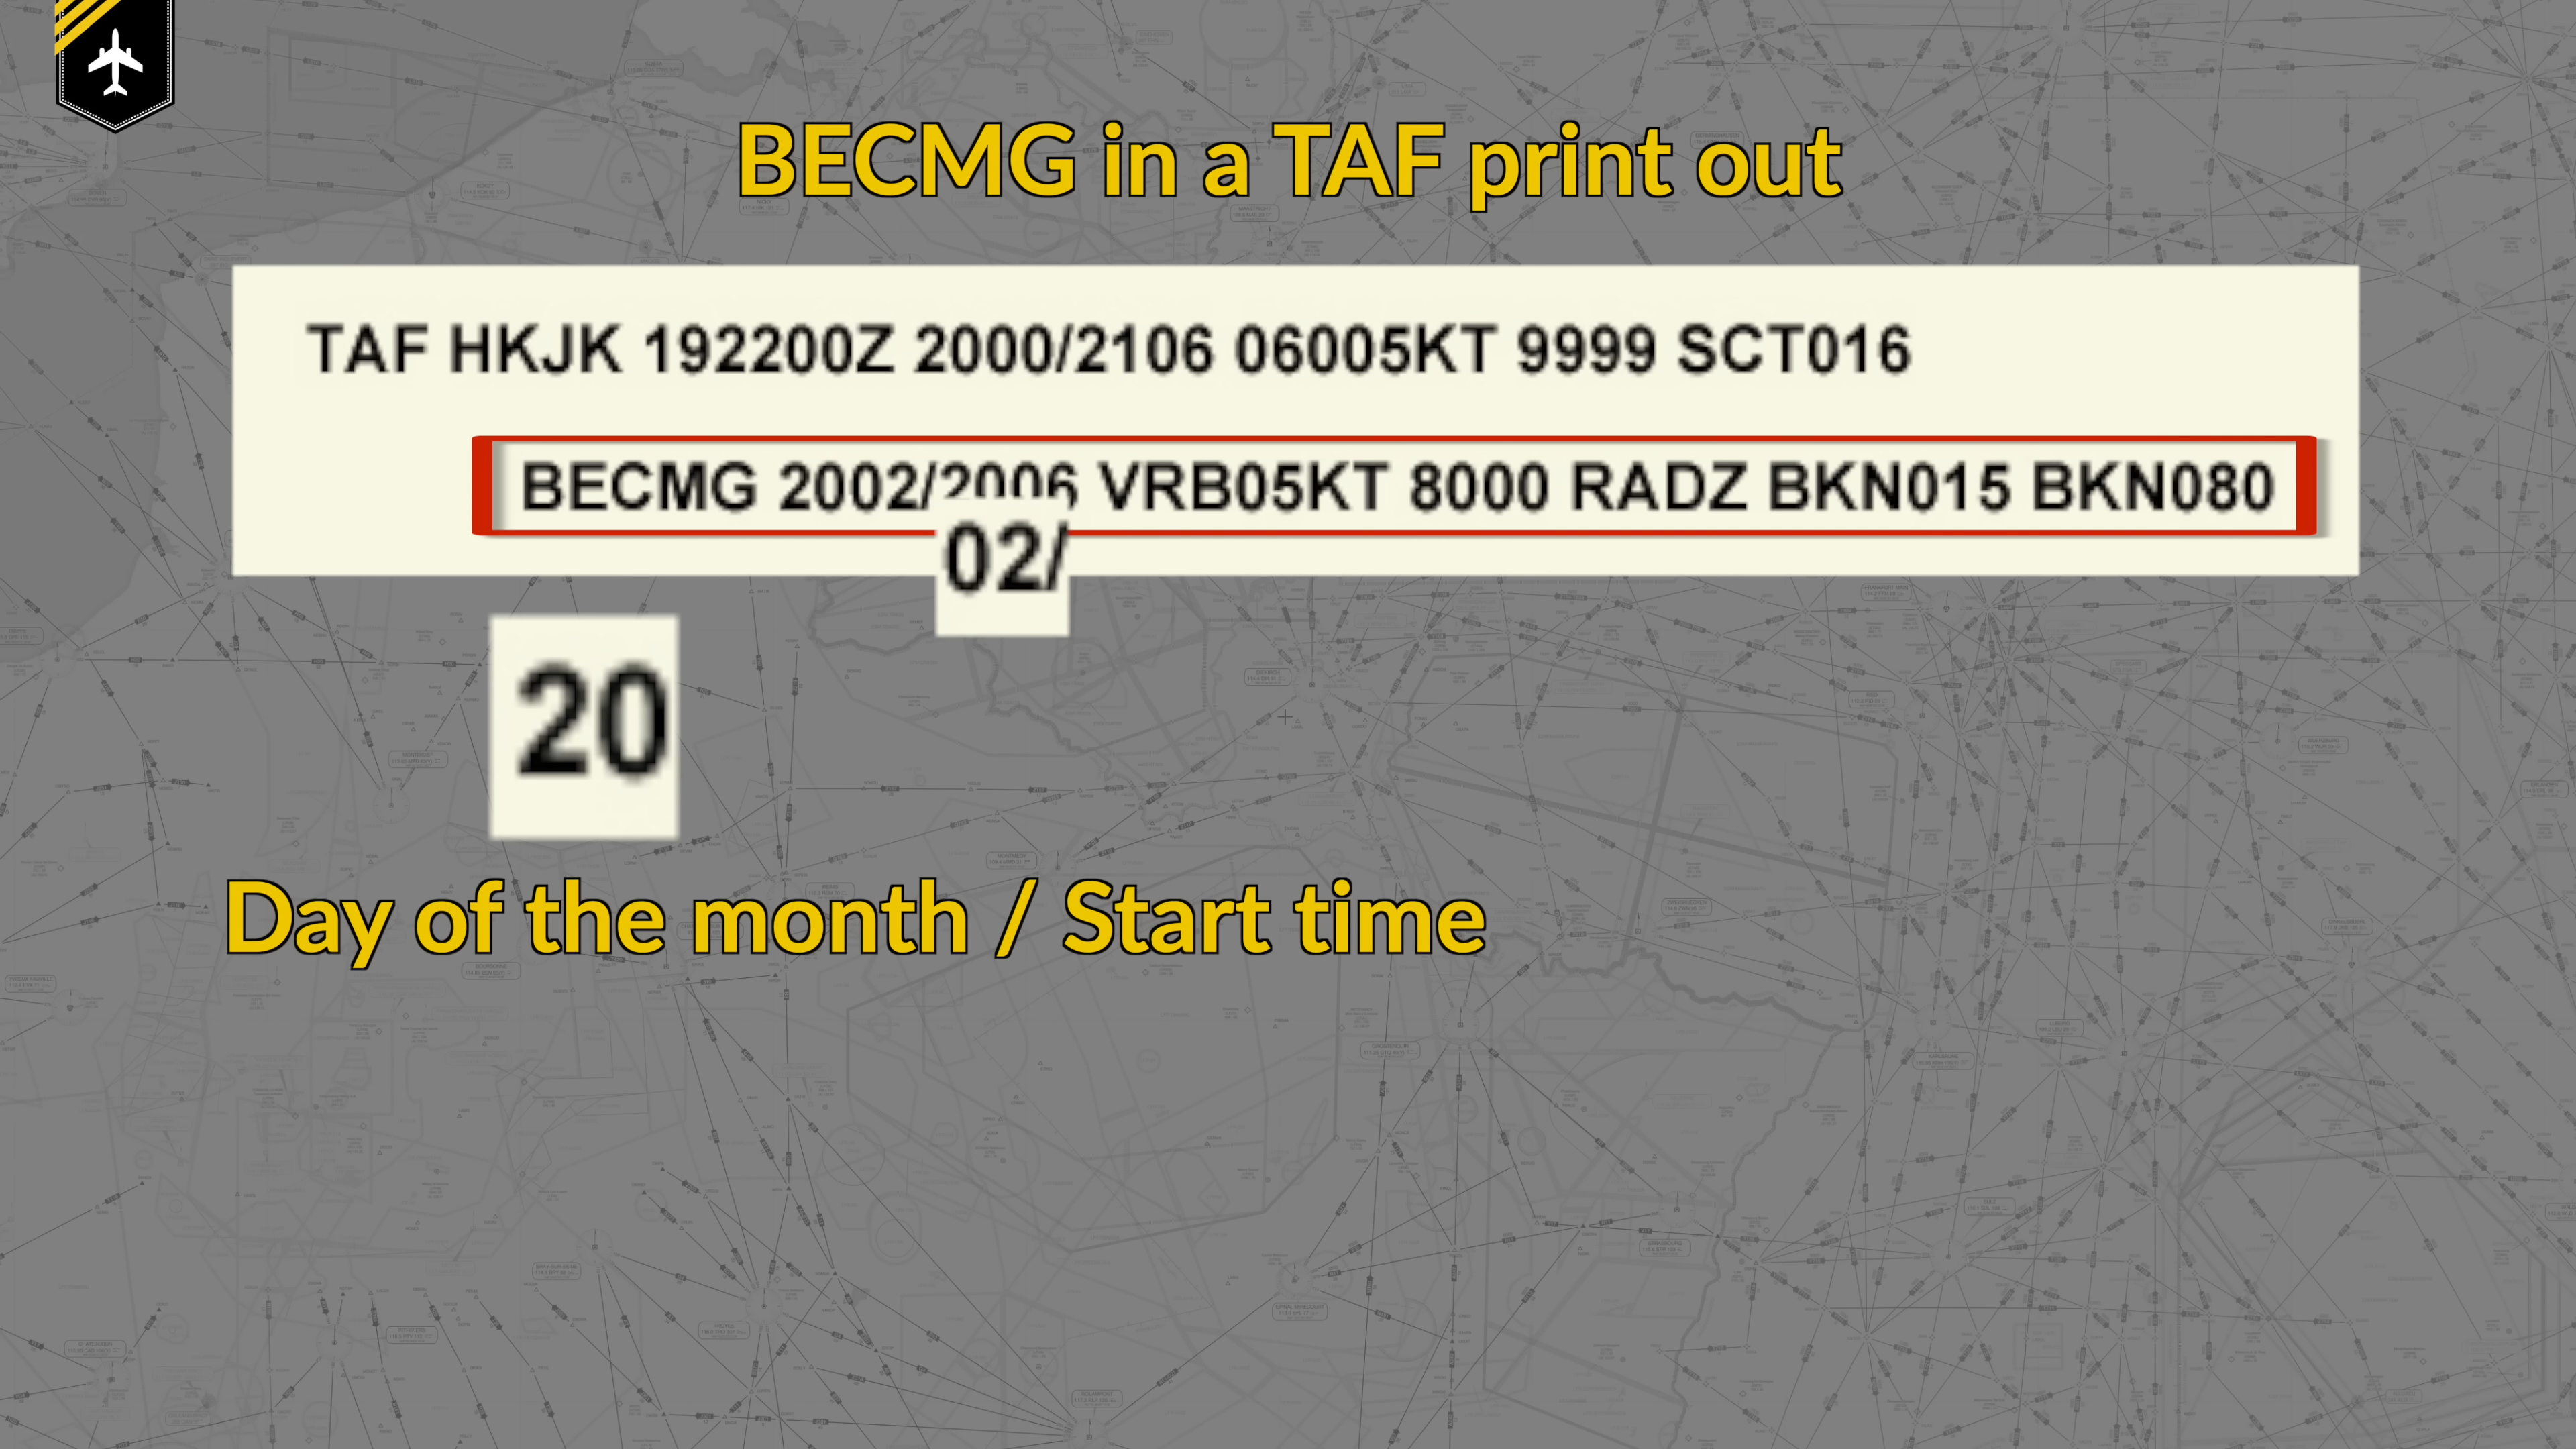 BECMG in a TAF print out
TAF HKJK 192200Z 2000/2106 06005KT 9999 SCT016
BECMG 2002/2006 VRB05KT 8000 RADZ BKN015 BKN080
02/
20
Day of the month / Start time